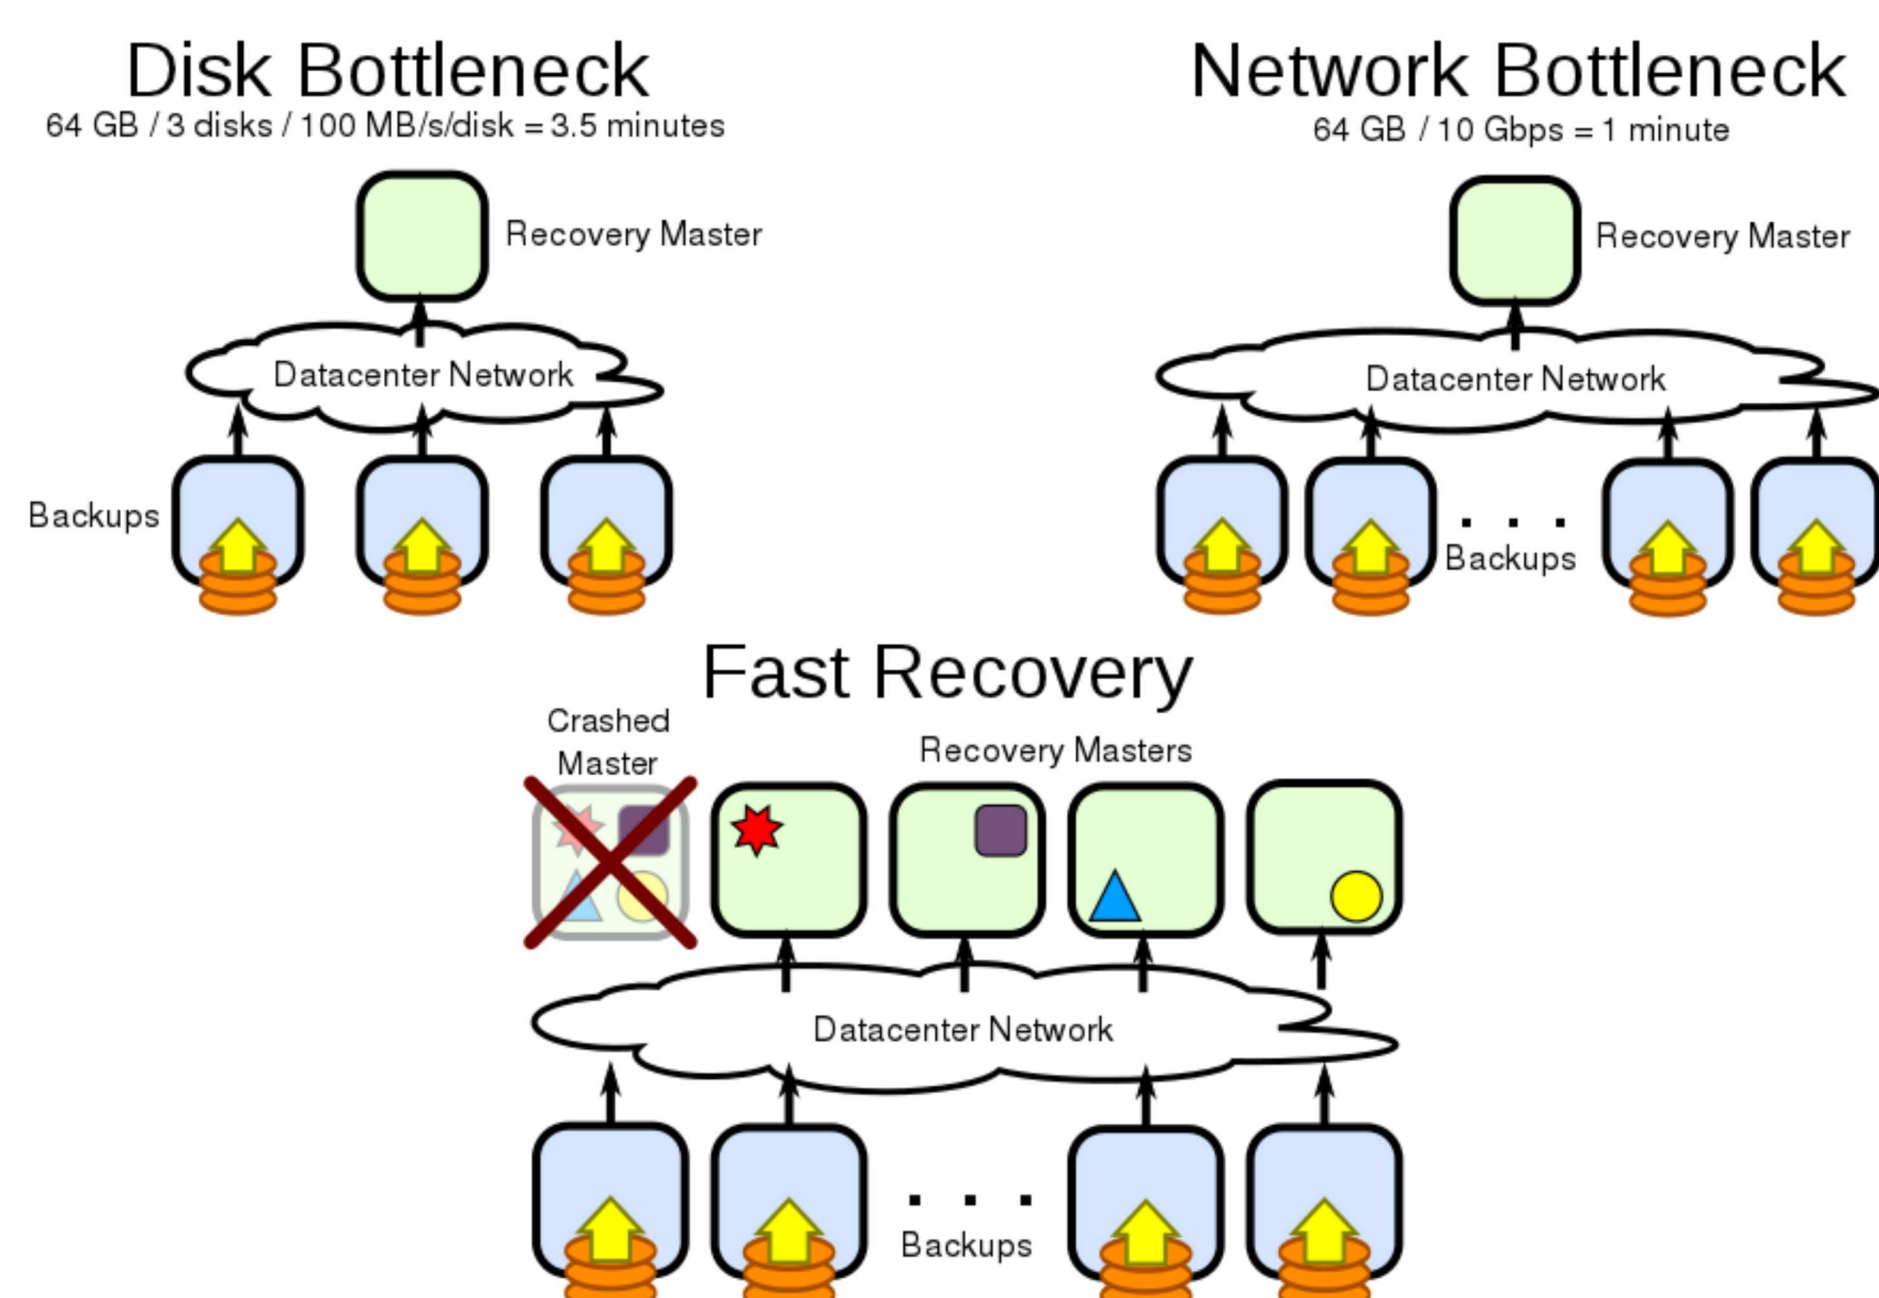 Disk Bottleneck
64 GB / 3 disks / 100 MB/s/disk = 3.5 minutes
Recovery Master
Datacenter Network
Backups
Network Bottleneck
64 GB / 10 Gbps = 1 minute
Recovery Master
Datacenter Network
. . .
Backups
Fast Recovery
Crashed
Master
Recovery Masters
Datacenter Network
. . .
Backups